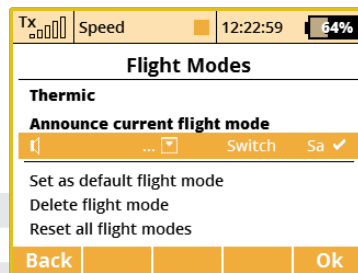 Tx Speed 12:22:59 64%
Flight Modes
Thermic
Announce current flight mode
... Switch Sa
Set as default flight mode
Delete flight mode
Reset all flight modes
Back Ok